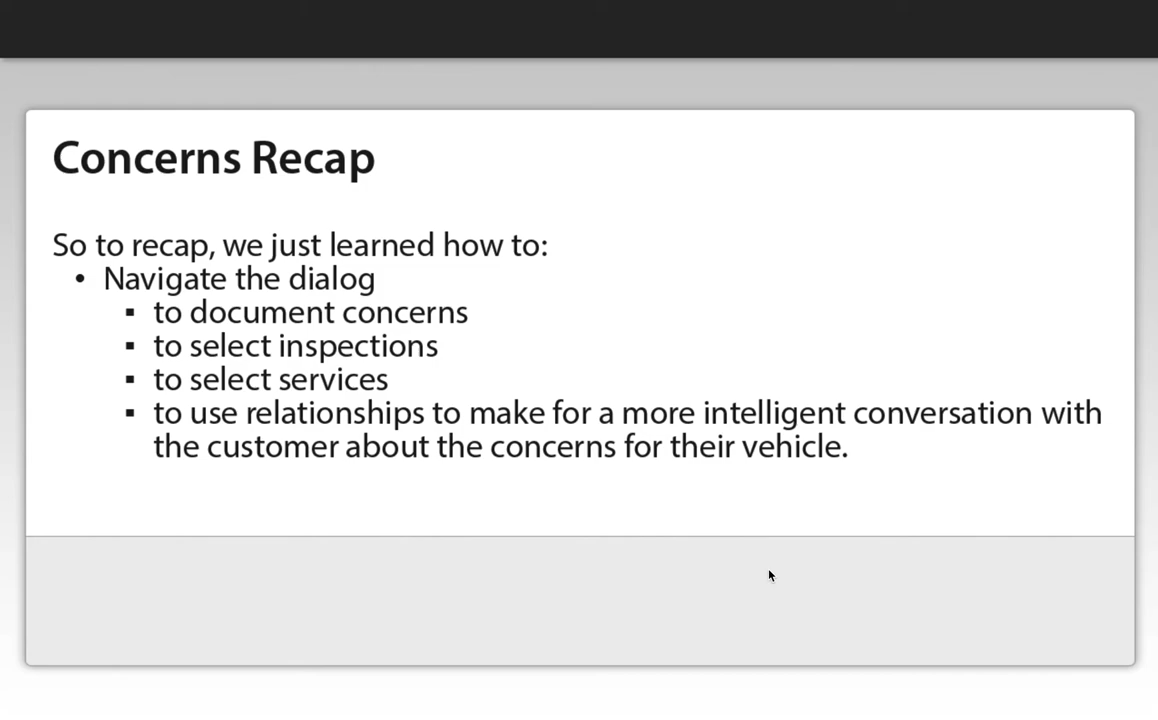 Concerns Recap
So to recap, we just learned how to:
• Navigate the dialog
▪ to document concerns
▪ to select inspections
▪ to select services
▪ to use relationships to make for a more intelligent conversation with
the customer about the concerns for their vehicle.